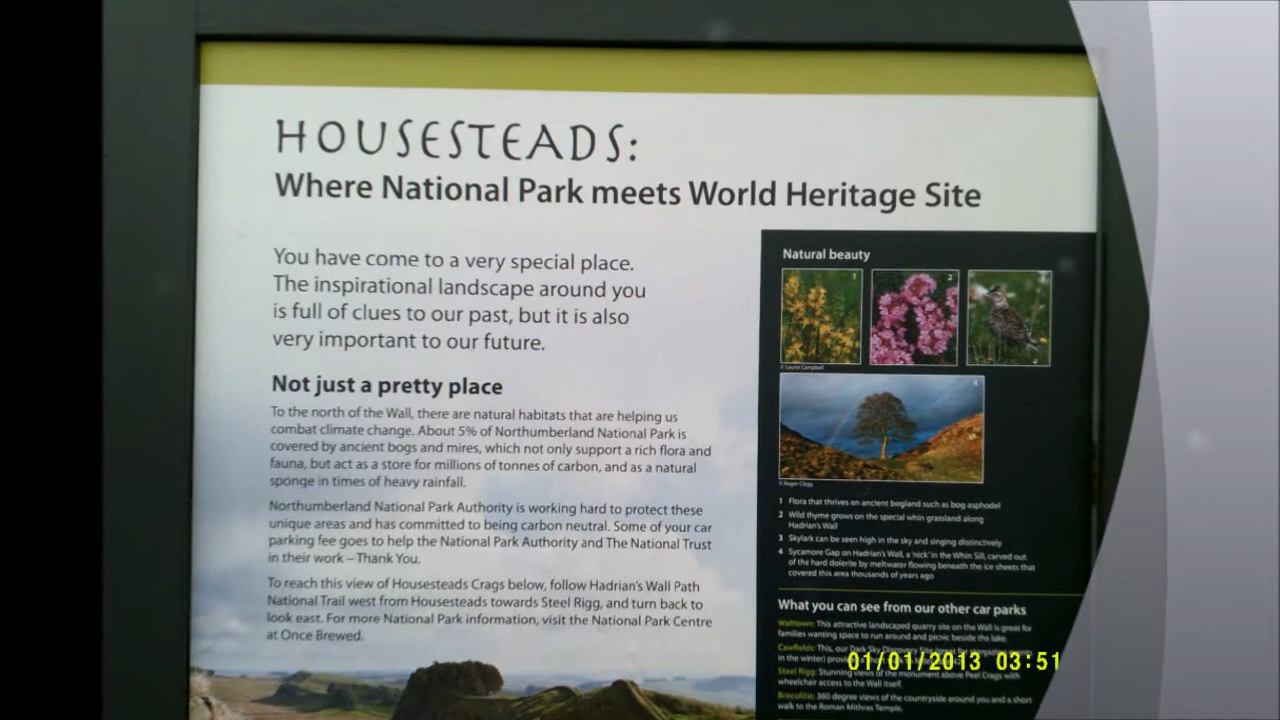 HOUSESTEADS:
Where National Park meets World Heritage Site
You have come to a very special place.
The inspirational landscape around you
is full of clues to our past, but it is also
very important to our future.
Not just a pretty place
To the north of the Wall, there are natural habitats that are helping us
combat climate change. About 5% of Northumberland National Park is
covered by ancient bogs and mires, which not only support a rich flora and
fauna, but act as a store for millions of tonnes of carbon, and as a natural
sponge in times of heavy rainfall.
Northumberland National Park Authority is working hard to protect these
unique areas and has committed to being carbon neutral. Some of your car
parking fee goes to help the National Park Authority and The National Trust
in their work – Thank You.
To reach this view of Housesteads Crags below, follow Hadrian's Wall Path
National Trail west from Housesteads towards Steel Rigg, and turn back to
look east. For more National Park information, visit the National Park Centre
at Once Brewed.
Natural beauty
1
2
4
© Laurie Campbell
© Roger Clegg
1 Flora that thrives on ancient bogland such as bog asphodel
2 Wild thyme grows on the special whin grassland along
Hadrian's Wall
3 Skylark can be seen high in the sky and singing distinctively
4 Sycamore Gap on Hadrian's Wall, a 'nick' in the Whin Sill, carved out
of the hard dolerite by meltwater flowing beneath the ice sheets that
covered this area thousands of years ago
What you can see from our other car parks
Walltown: This attractive landscaped quarry site on the Wall is great for
families wanting space to run around and picnic beside the lake.
Cawfields: This, our Dark Sky Discovery Site (great for stargazing
in the winter)
Steel Rigg: Stunning views of the monument above Peel Crags with
wheelchair access to the Wall itself.
Brocolitia: 360 degree views of the countryside around you and a short
walk to the Roman Mithras Temple.
01/01/2013 03:51